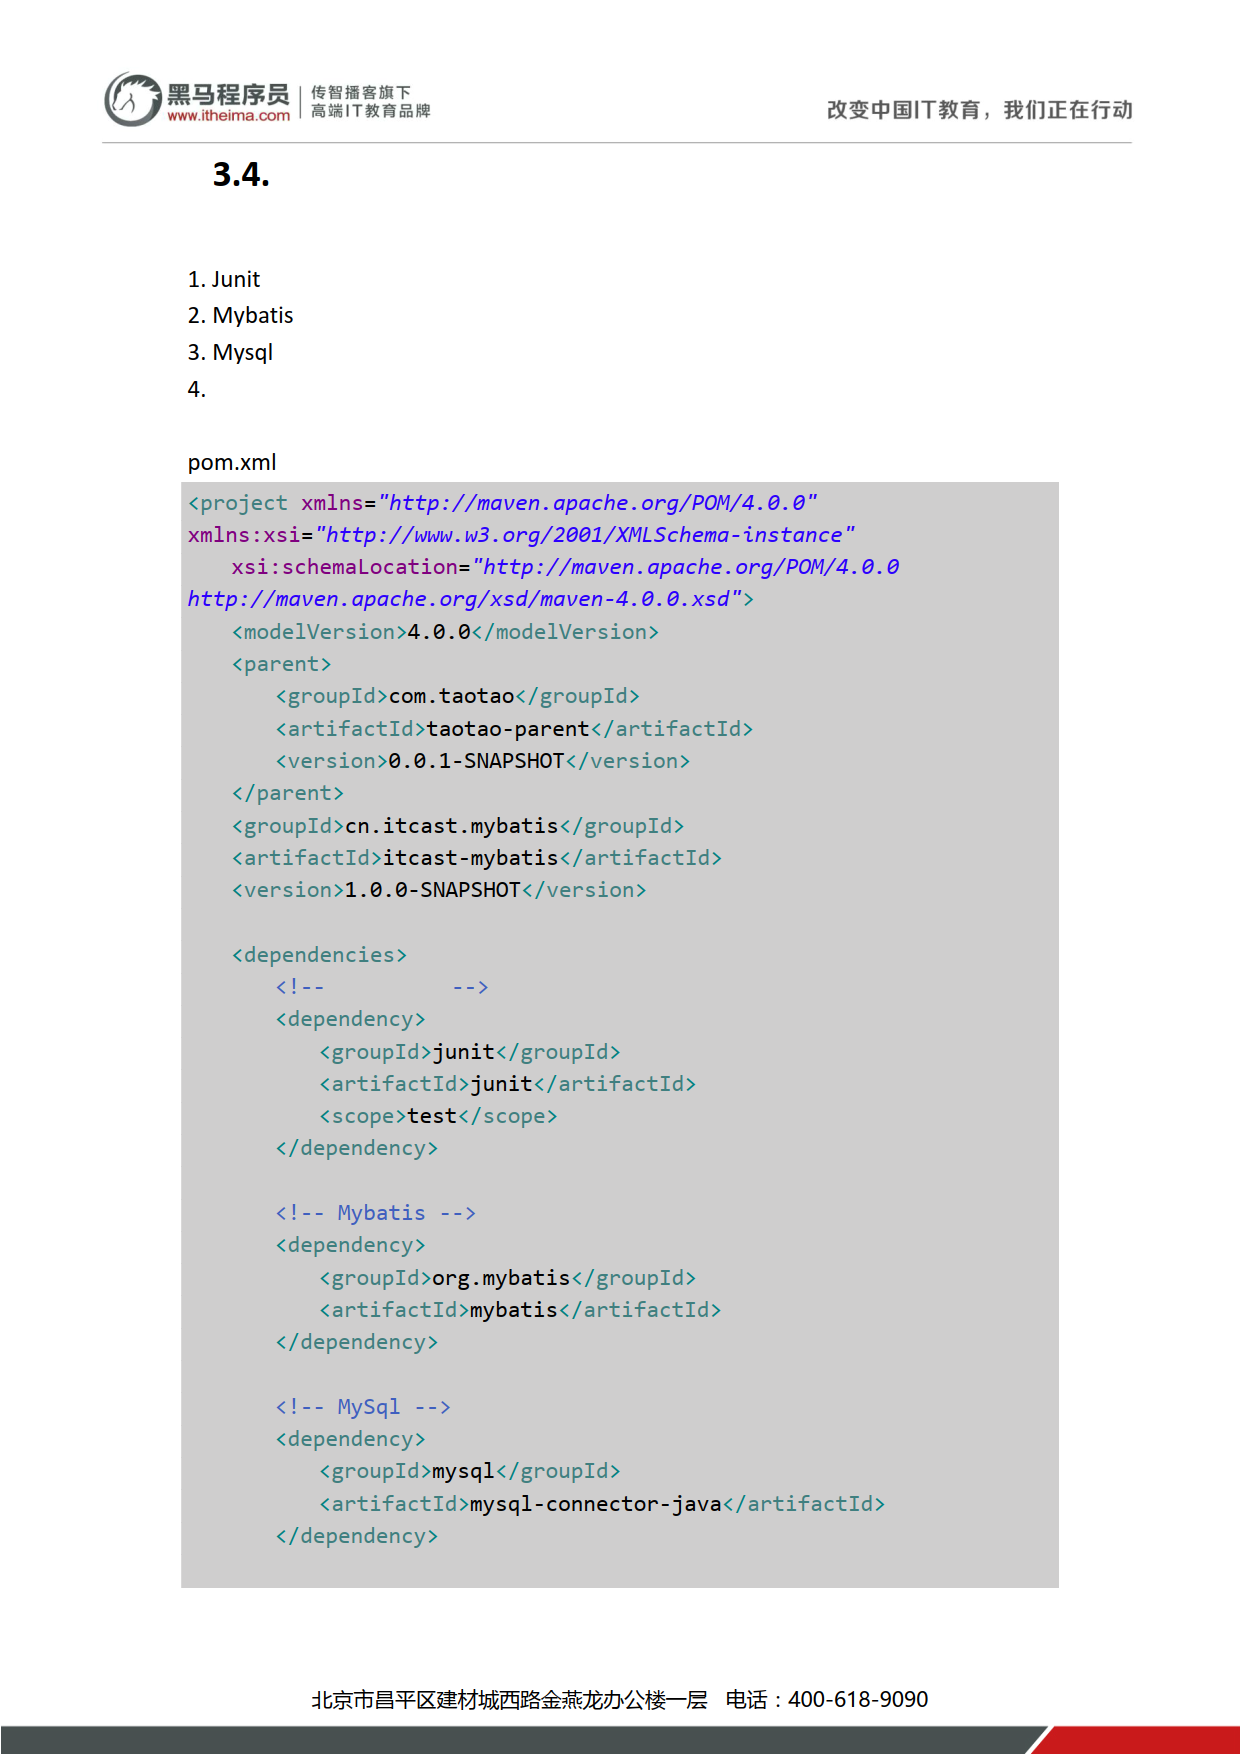 黑马程序员
www.itheima.com
传智播客旗下
高端IT教育品牌
改变中国IT教育，我们正在行动
3.4.
1. Junit
2. Mybatis
3. Mysql
4.
pom.xml
<project xmlns="http://maven.apache.org/POM/4.0.0"
xmlns:xsi="http://www.w3.org/2001/XMLSchema-instance"
xsi:schemaLocation="http://maven.apache.org/POM/4.0.0
http://maven.apache.org/xsd/maven-4.0.0.xsd">
<modelVersion>4.0.0</modelVersion>
<parent>
<groupId>com.taotao</groupId>
<artifactId>taotao-parent</artifactId>
<version>0.0.1-SNAPSHOT</version>
</parent>
<groupId>cn.itcast.mybatis</groupId>
<artifactId>itcast-mybatis</artifactId>
<version>1.0.0-SNAPSHOT</version>
<dependencies>
<!-- -->
<dependency>
<groupId>junit</groupId>
<artifactId>junit</artifactId>
<scope>test</scope>
</dependency>
<!-- Mybatis -->
<dependency>
<groupId>org.mybatis</groupId>
<artifactId>mybatis</artifactId>
</dependency>
<!-- MySql -->
<dependency>
<groupId>mysql</groupId>
<artifactId>mysql-connector-java</artifactId>
</dependency>
北京市昌平区建材城西路金燕龙办公楼一层 电话：400-618-9090